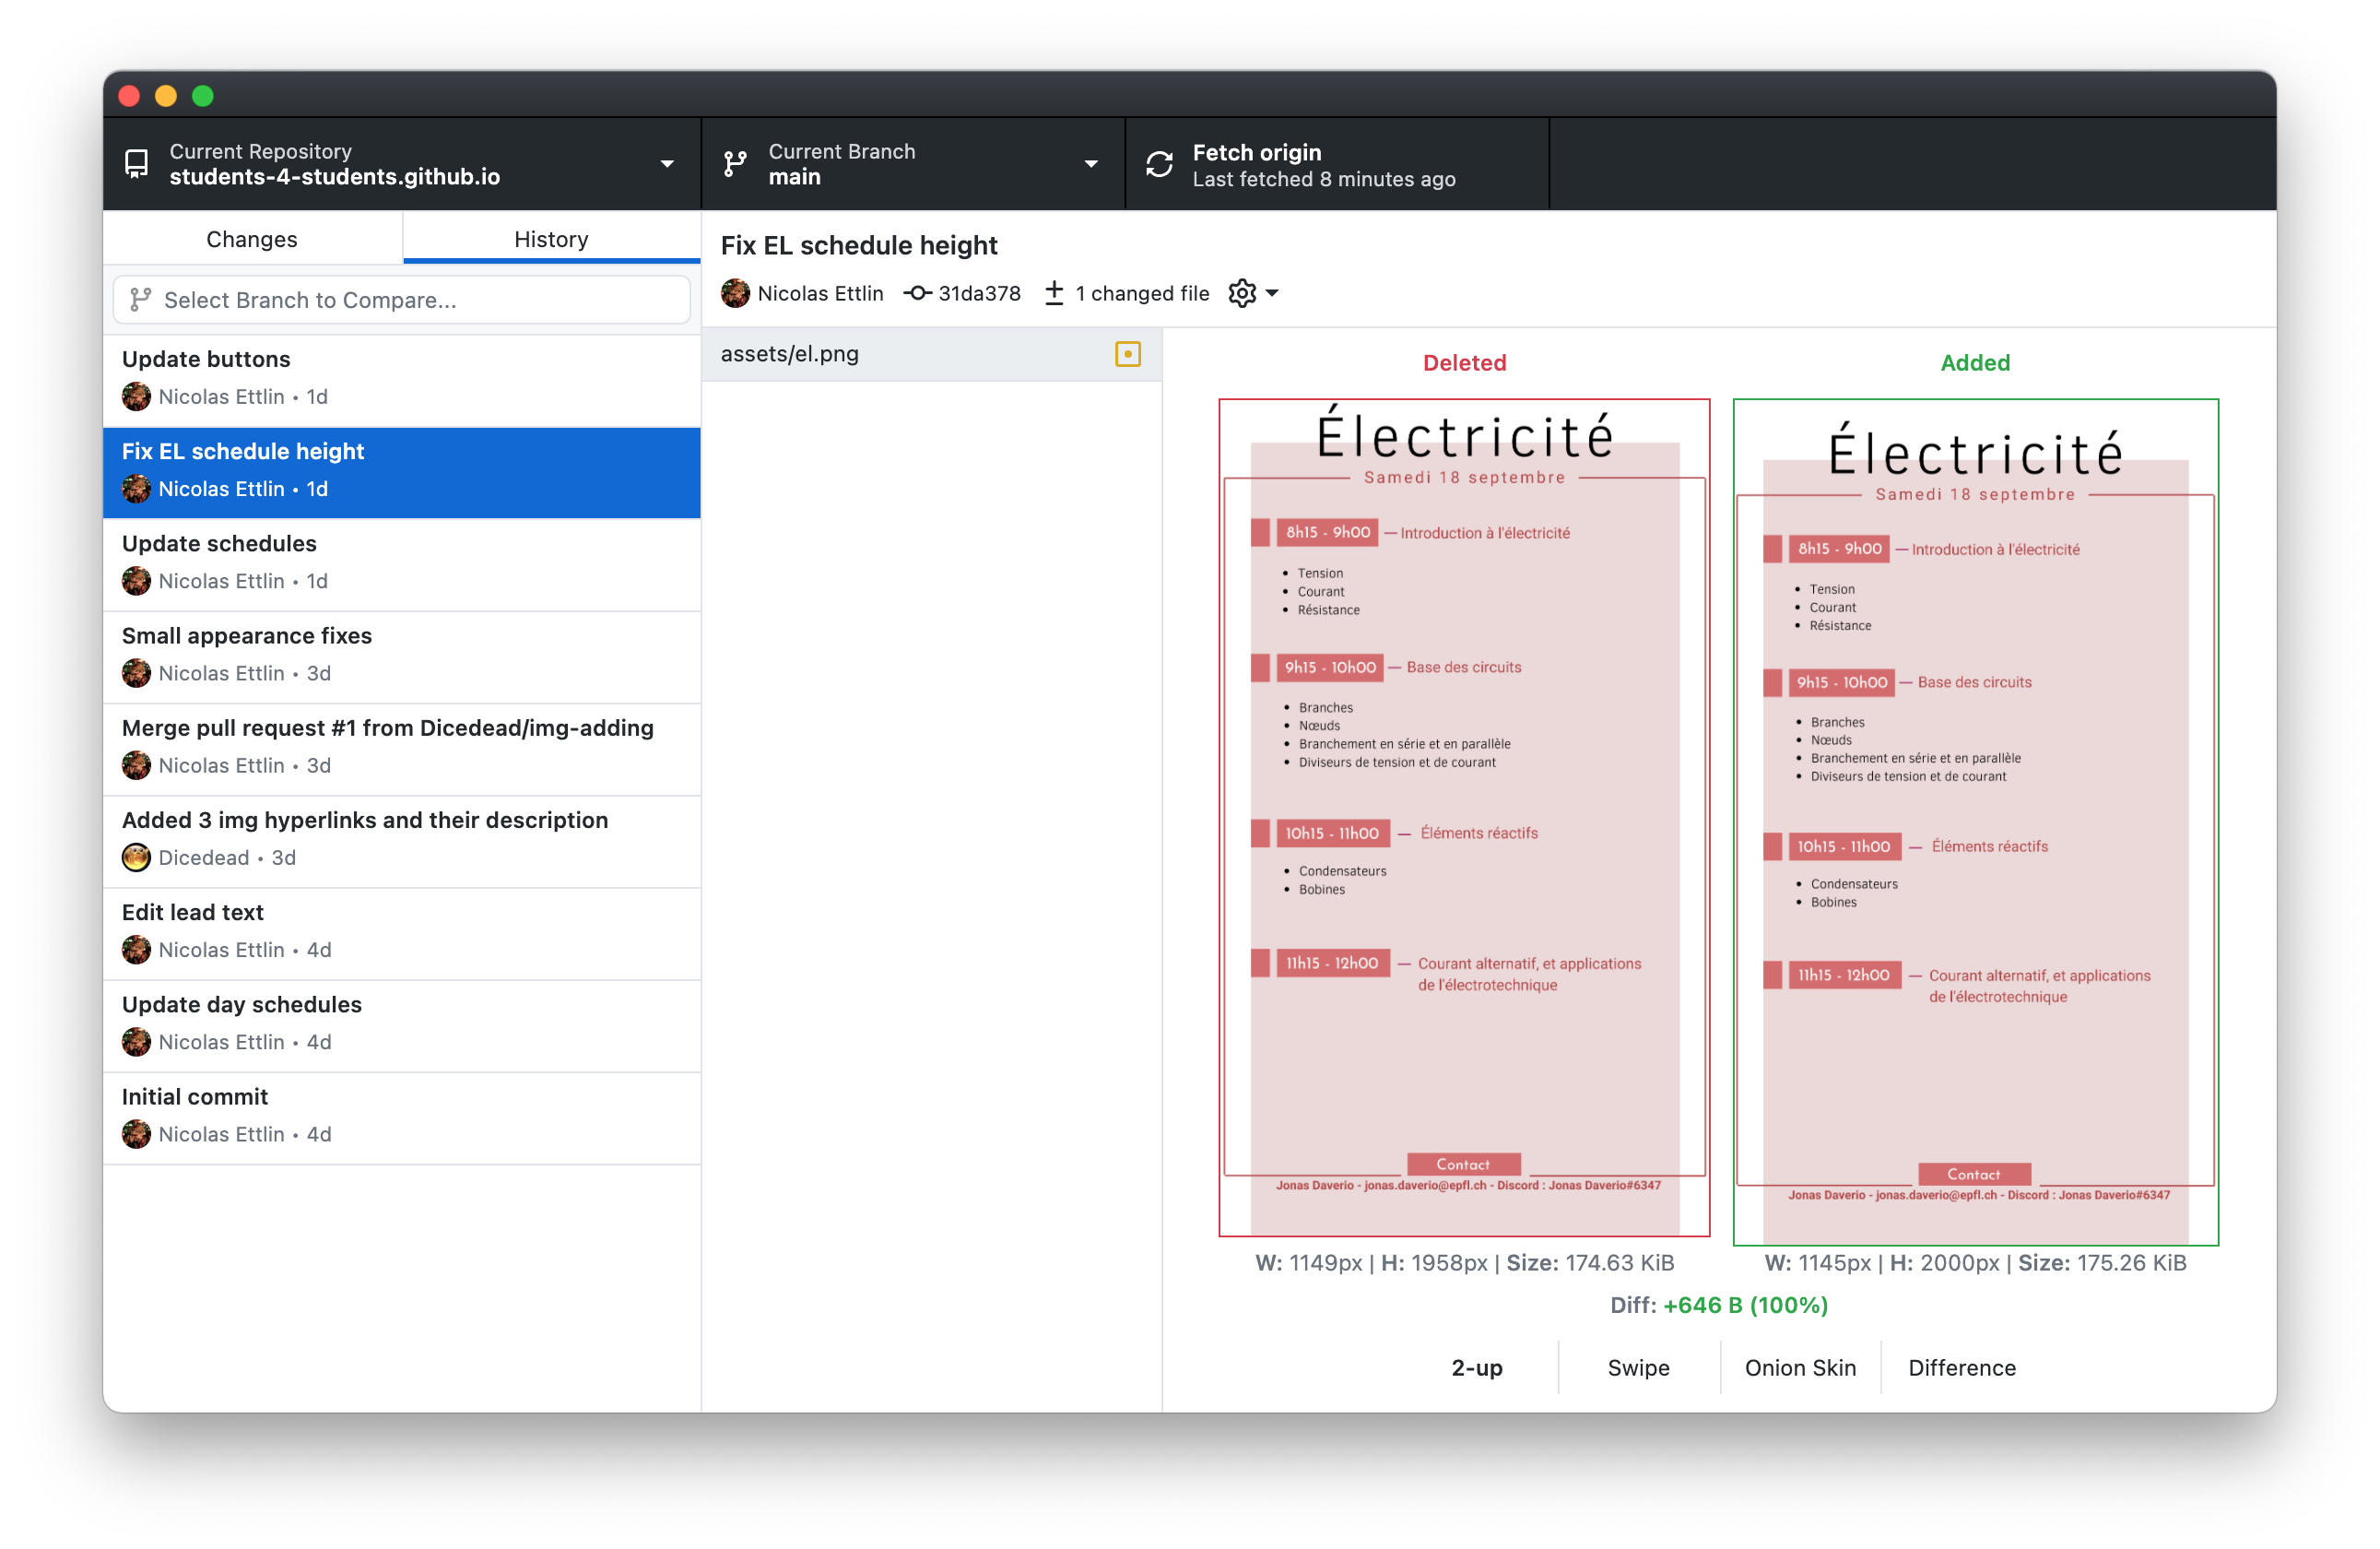 Current Repository
students-4-students.github.io
Current Branch
main
Fetch origin
Last fetched 8 minutes ago
Changes
History
Select Branch to Compare...
Update buttons
Nicolas Ettlin • 1d
Fix EL schedule height
Nicolas Ettlin • 1d
Update schedules
Nicolas Ettlin • 1d
Small appearance fixes
Nicolas Ettlin • 3d
Merge pull request #1 from Dicedead/img-adding
Nicolas Ettlin • 3d
Added 3 img hyperlinks and their description
Dicedead • 3d
Edit lead text
Nicolas Ettlin • 4d
Update day schedules
Nicolas Ettlin • 4d
Initial commit
Nicolas Ettlin • 4d
Fix EL schedule height
Nicolas Ettlin 31da378 ± 1 changed file
assets/el.png
Deleted
Électricité
Samedi 18 septembre
8h15 - 9h00 — Introduction à l'électricité
• Tension
• Courant
• Résistance
9h15 - 10h00 — Base des circuits
• Branches
• Nœuds
• Branchement en série et en parallèle
• Diviseurs de tension et de courant
10h15 - 11h00 — Éléments réactifs
• Condensateurs
• Bobines
11h15 - 12h00 — Courant alternatif, et applications
de l'électrotechnique
Contact
Jonas Daverio - jonas.daverio@epfl.ch - Discord : Jonas Daverio#6347
W: 1149px | H: 1958px | Size: 174.63 KiB
Added
Électricité
Samedi 18 septembre
8h15 - 9h00 — Introduction à l'électricité
• Tension
• Courant
• Résistance
9h15 - 10h00 — Base des circuits
• Branches
• Nœuds
• Branchement en série et en parallèle
• Diviseurs de tension et de courant
10h15 - 11h00 — Éléments réactifs
• Condensateurs
• Bobines
11h15 - 12h00 — Courant alternatif, et applications
de l'électrotechnique
Contact
Jonas Daverio - jonas.daverio@epfl.ch - Discord : Jonas Daverio#6347
W: 1145px | H: 2000px | Size: 175.26 KiB
Diff: +646 B (100%)
2-up
Swipe
Onion Skin
Difference